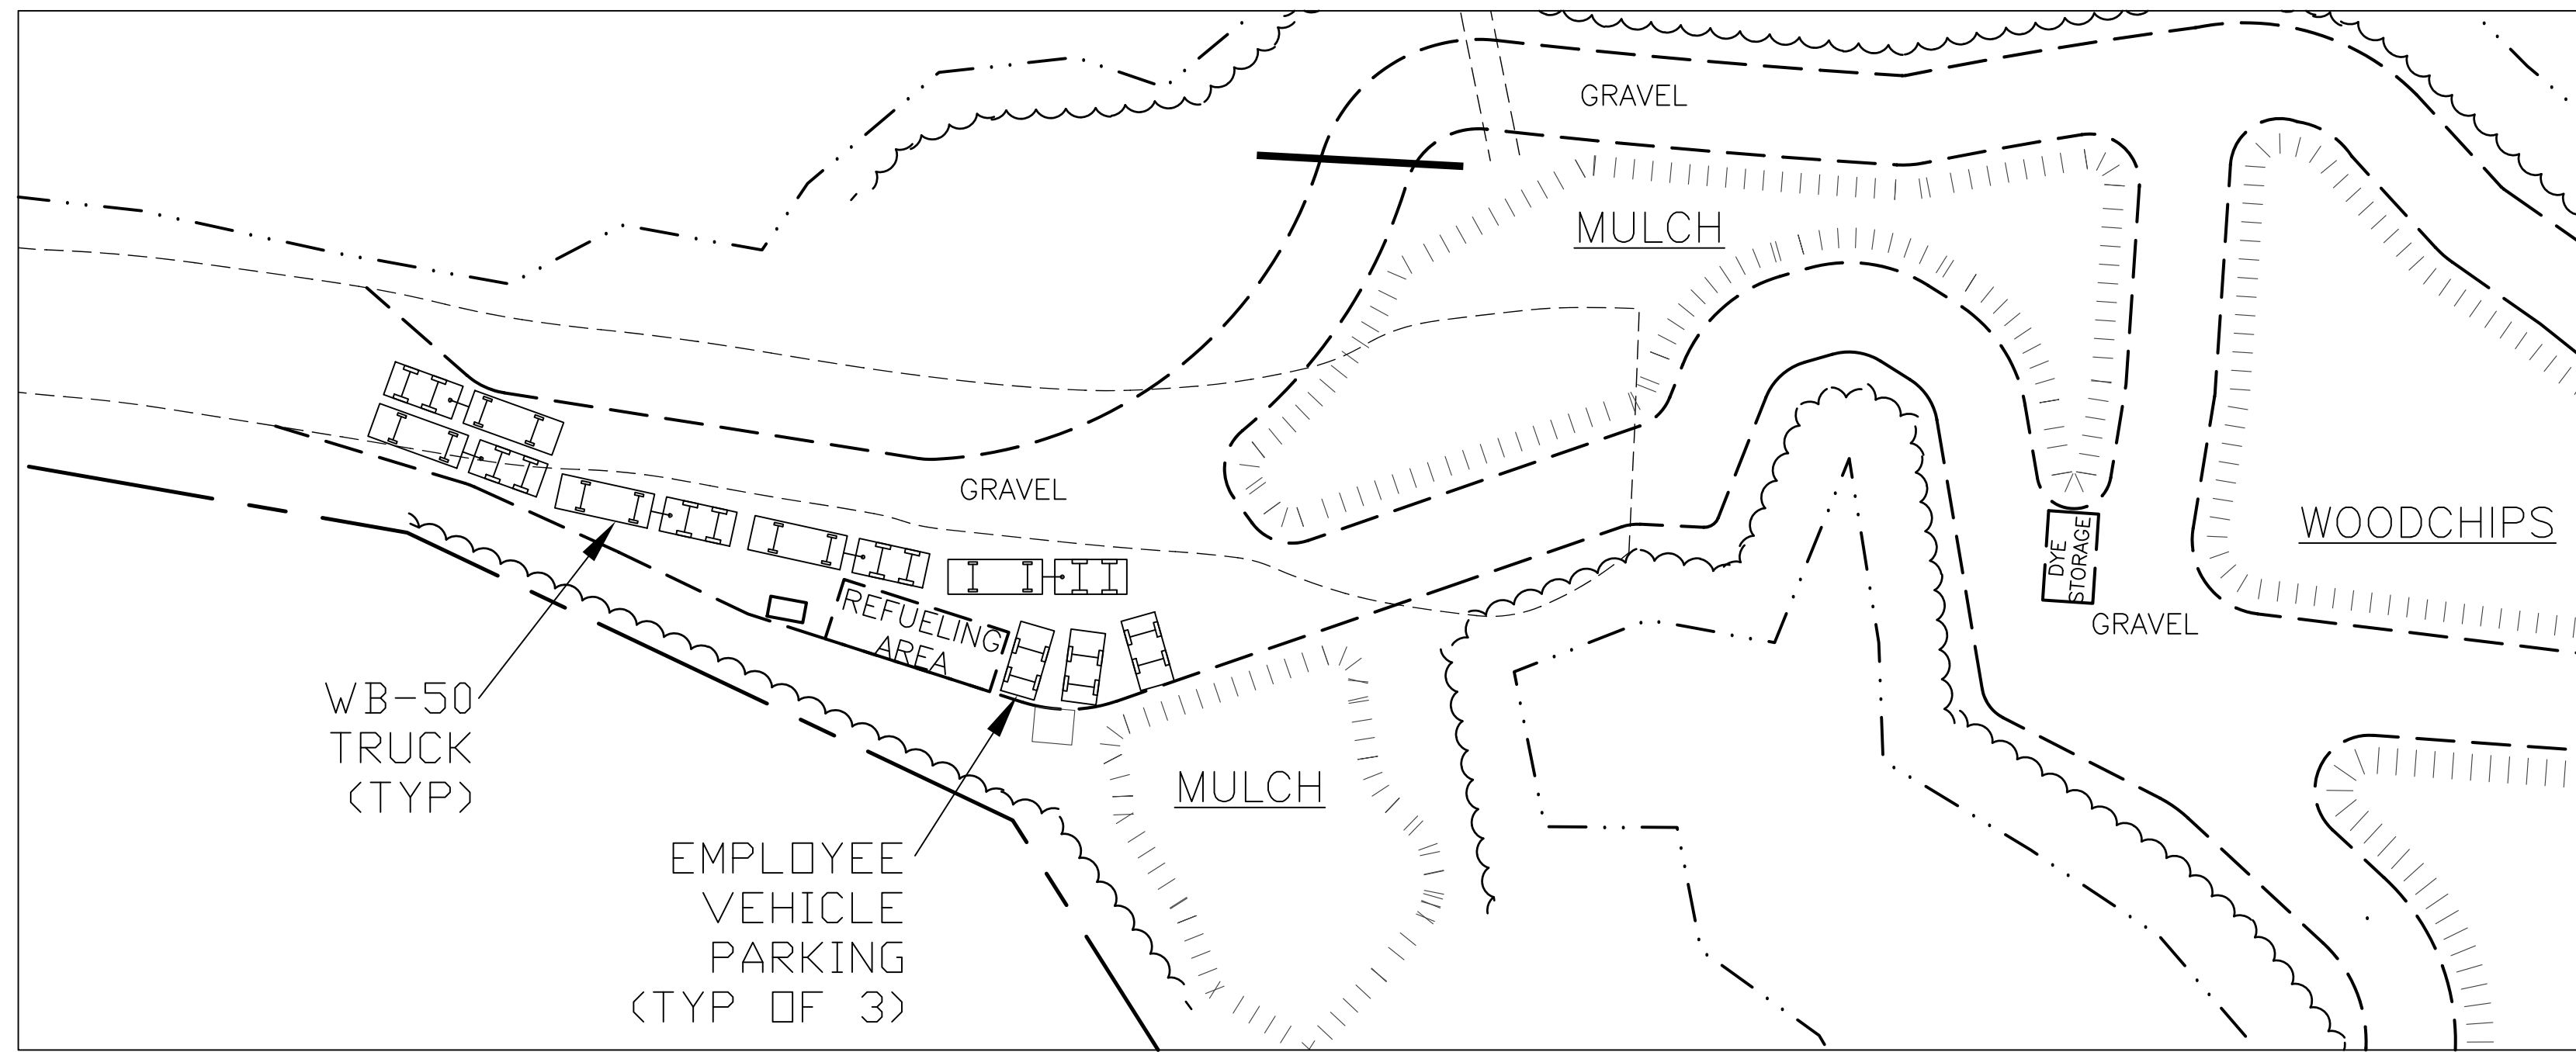 GRAVEL
MULCH
GRAVEL
WOODCHIPS
DYE
STORAGE
GRAVEL
REFUELING
AREA
WB-50
TRUCK
(TYP)
MULCH
EMPLOYEE
VEHICLE
PARKING
(TYP OF 3)